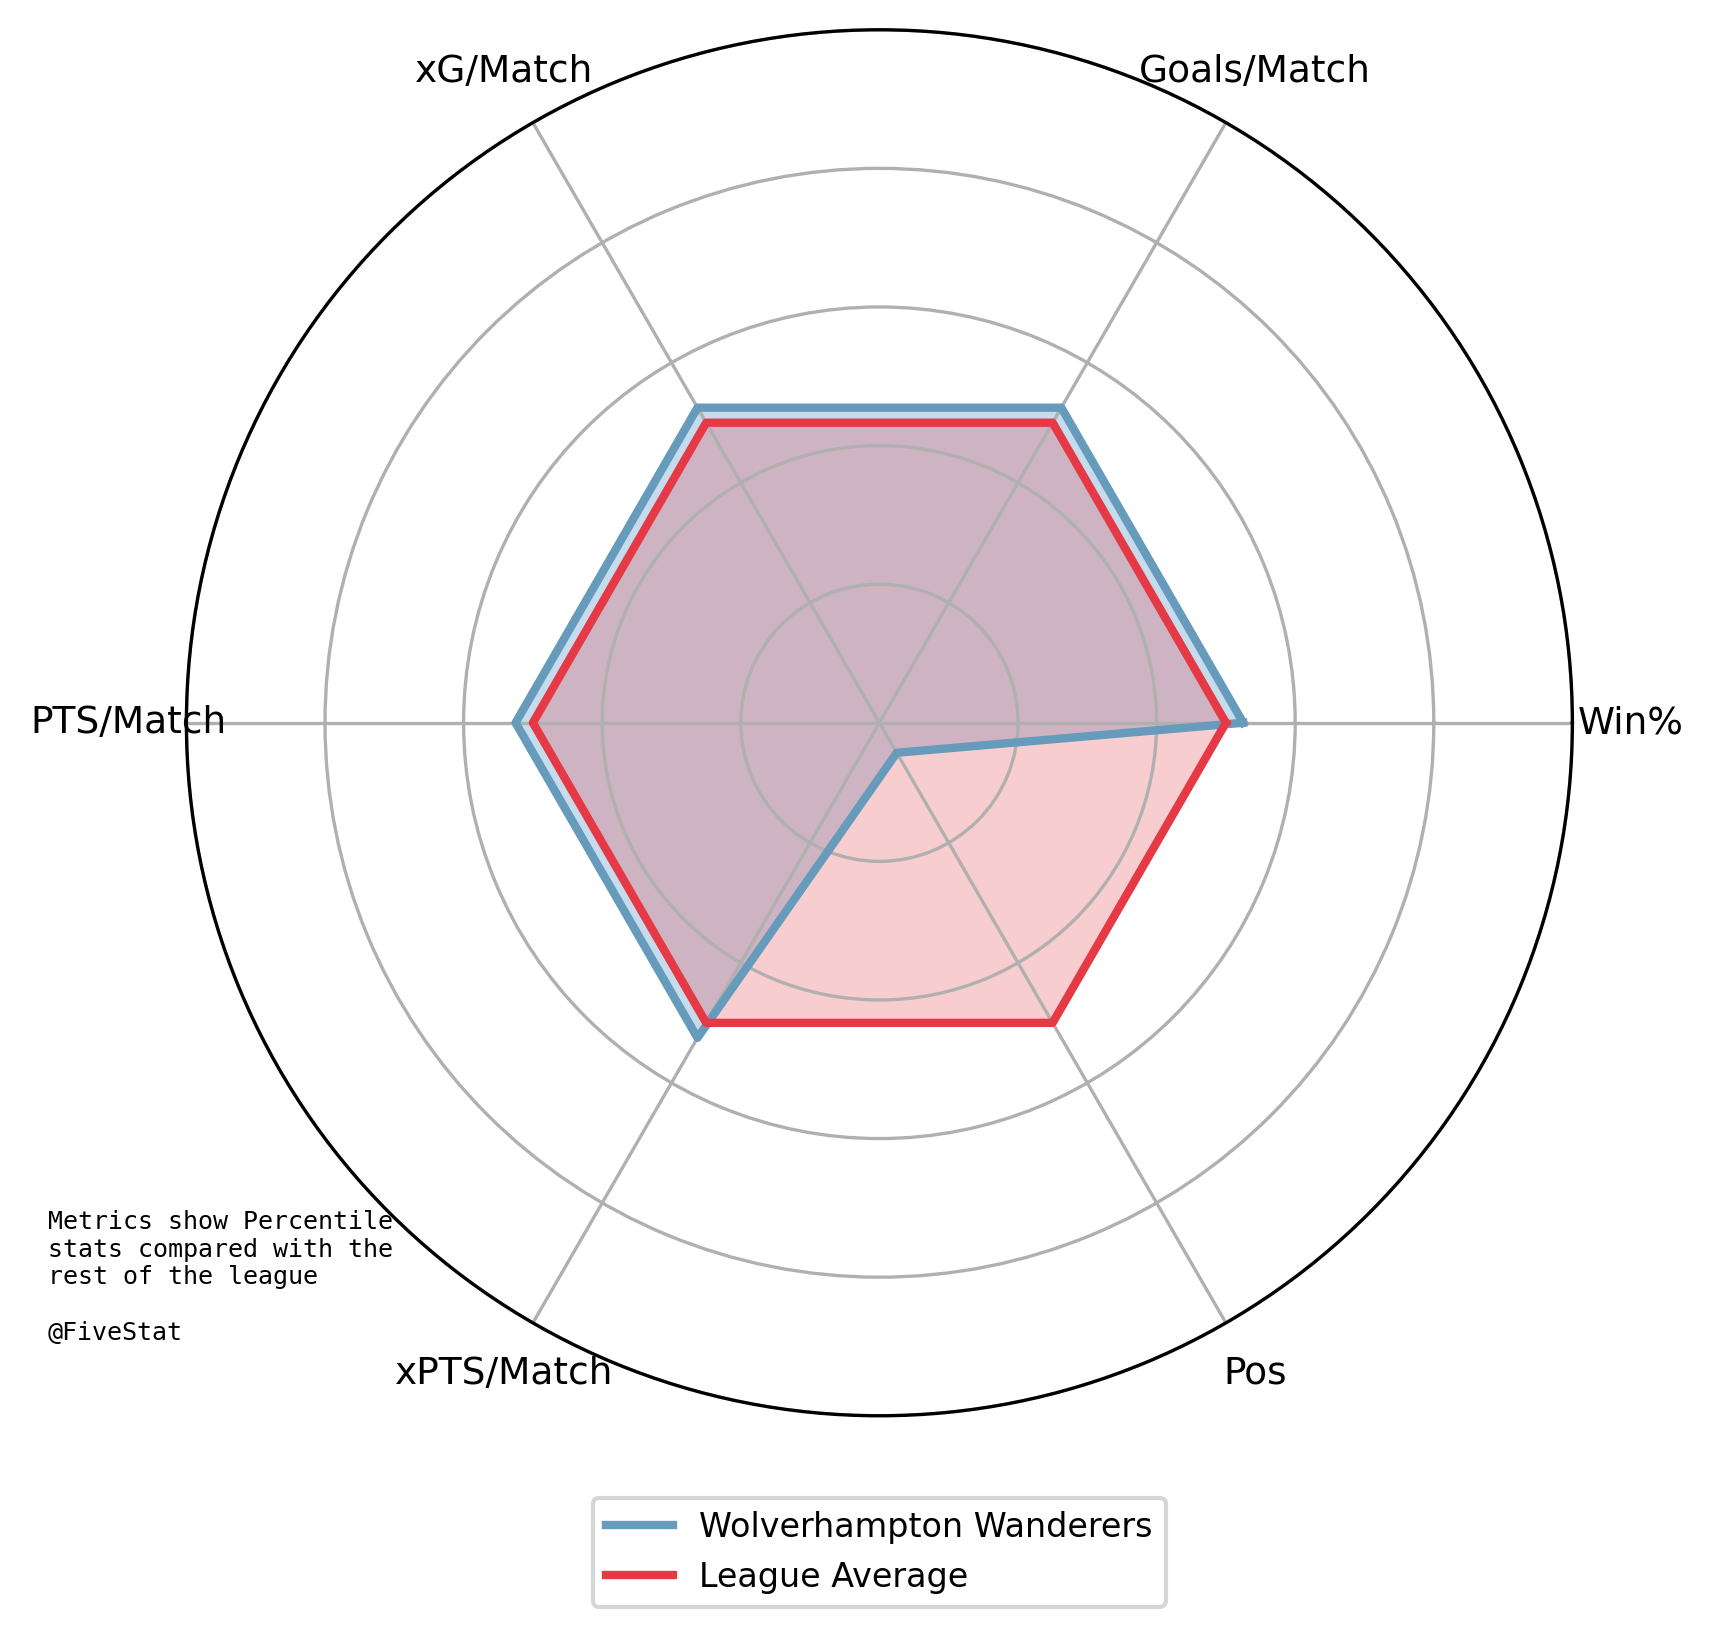 xG/Match
Goals/Match
PTS/Match
Win%
Metrics show Percentile
stats compared with the
rest of the league
@FiveStat
xPTS/Match
Pos
Wolverhampton Wanderers
League Average